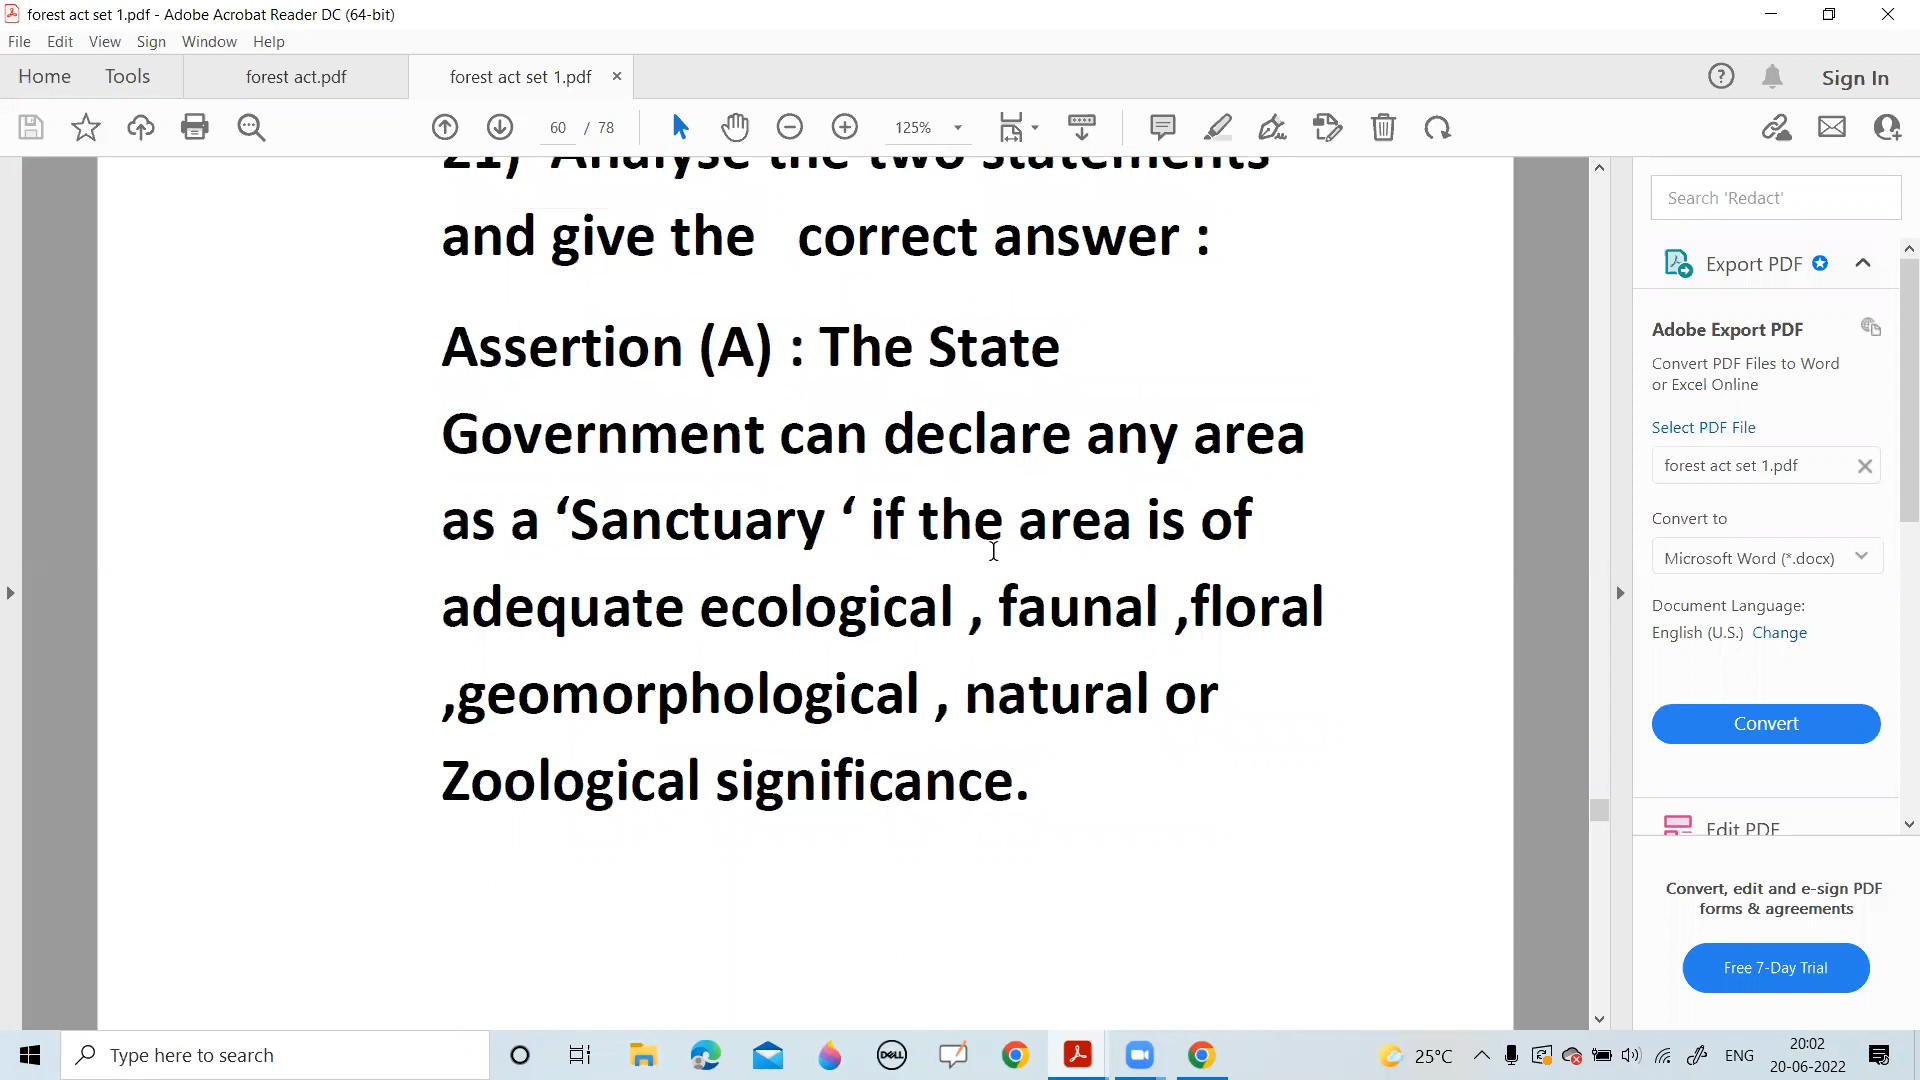 forest act set 1.pdf - Adobe Acrobat Reader DC (64-bit)
File Edit View Sign Window Help
Home Tools forest act.pdf forest act set 1.pdf × Sign In
60 / 78 125%
21) Analyse the two statements
and give the correct answer :
Assertion (A) : The State
Government can declare any area
as a ‘Sanctuary ‘ if the area is of
adequate ecological , faunal ,floral
,geomorphological , natural or
Zoological significance.
Search 'Redact'
Export PDF
Adobe Export PDF
Convert PDF Files to Word
or Excel Online
Select PDF File
forest act set 1.pdf
Convert to
Microsoft Word (*.docx)
Document Language:
English (U.S.) Change
Convert
Edit PDF
Convert, edit and e-sign PDF
forms & agreements
Free 7-Day Trial
Type here to search
DELL
25°C
ENG
20:02
20-06-2022